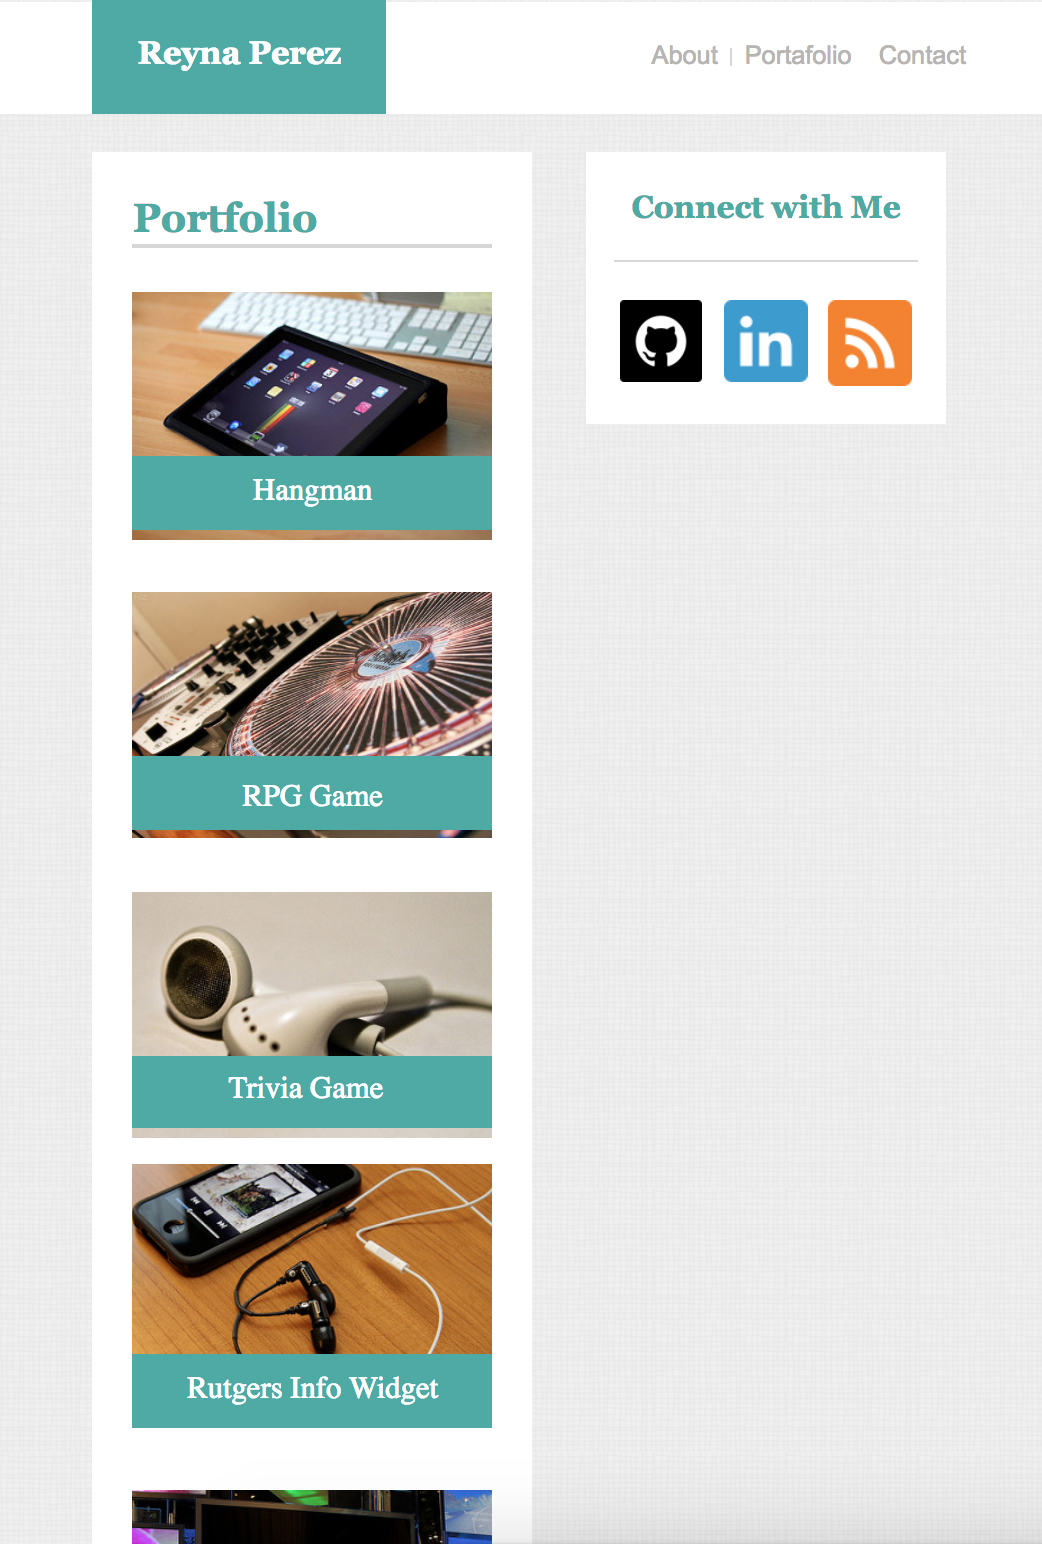 Reyna Perez
About | Portafolio Contact
Portfolio
Connect with Me
in
Hangman
RPG Game
Trivia Game
Rutgers Info Widget